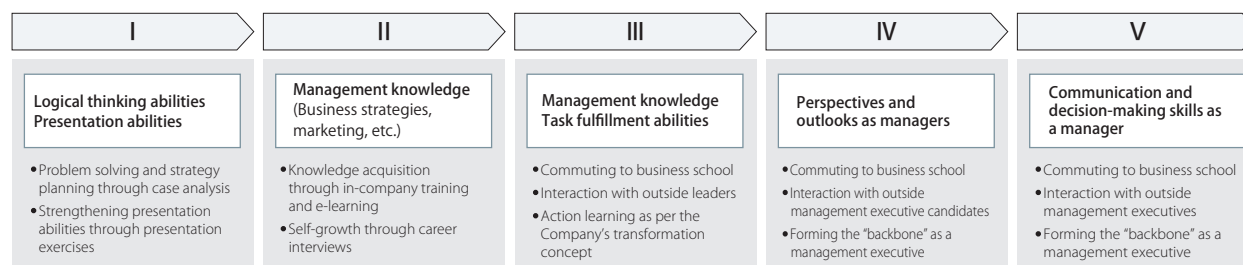 I
II
III
IV
V
Logical thinking abilities
Presentation abilities
•Problem solving and strategy
planning through case analysis
•Strengthening presentation
abilities through presentation
exercises
Management knowledge
(Business strategies,
marketing, etc.)
•Knowledge acquisition
through in-company training
and e-learning
•Self-growth through career
interviews
Management knowledge
Task fulfillment abilities
•Commuting to business school
•Interaction with outside leaders
•Action learning as per the
Company's transformation
concept
Perspectives and
outlooks as managers
•Commuting to business school
•Interaction with outside
management executive candidates
•Forming the “backbone” as a
management executive
Communication and
decision-making skills as
a manager
•Commuting to business school
•Interaction with outside
management executives
•Forming the “backbone” as a
management executive